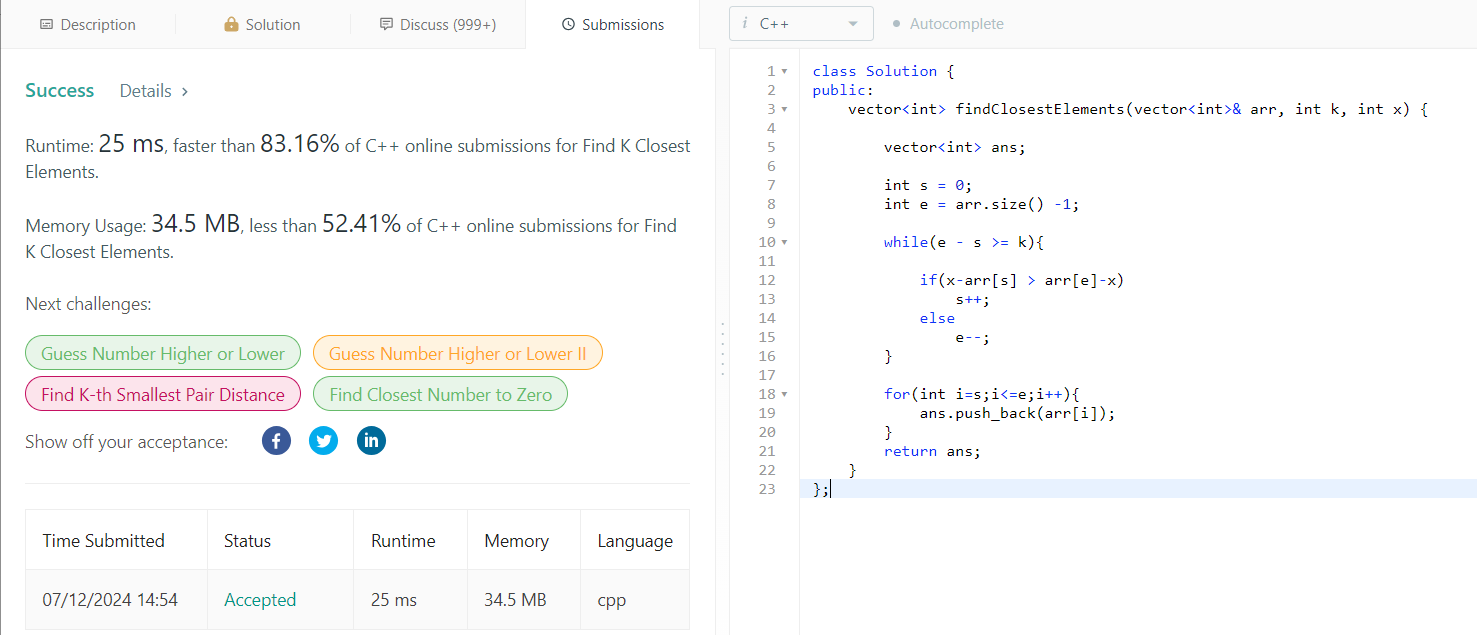 Description
Solution
Discuss (999+)
Submissions
Success
Details >
Runtime: 25 ms, faster than 83.16% of C++ online submissions for Find K Closest
Elements.
Memory Usage: 34.5 MB, less than 52.41% of C++ online submissions for Find
K Closest Elements.
Next challenges:
Guess Number Higher or Lower
Guess Number Higher or Lower II
Find K-th Smallest Pair Distance
Find Closest Number to Zero
Show off your acceptance:
f
in
Time Submitted Status Runtime Memory Language
07/12/2024 14:54 Accepted 25 ms 34.5 MB cpp
i C++
Autocomplete
1 class Solution {
2 public:
3     vector<int> findClosestElements(vector<int>& arr, int k, int x) {
4
5         vector<int> ans;
6
7         int s = 0;
8         int e = arr.size() -1;
9
10         while(e - s >= k){
11
12             if(x-arr[s] > arr[e]-x)
13                 s++;
14             else
15                 e--;
16         }
17
18         for(int i=s;i<=e;i++){
19             ans.push_back(arr[i]);
20         }
21         return ans;
22     }
23 };